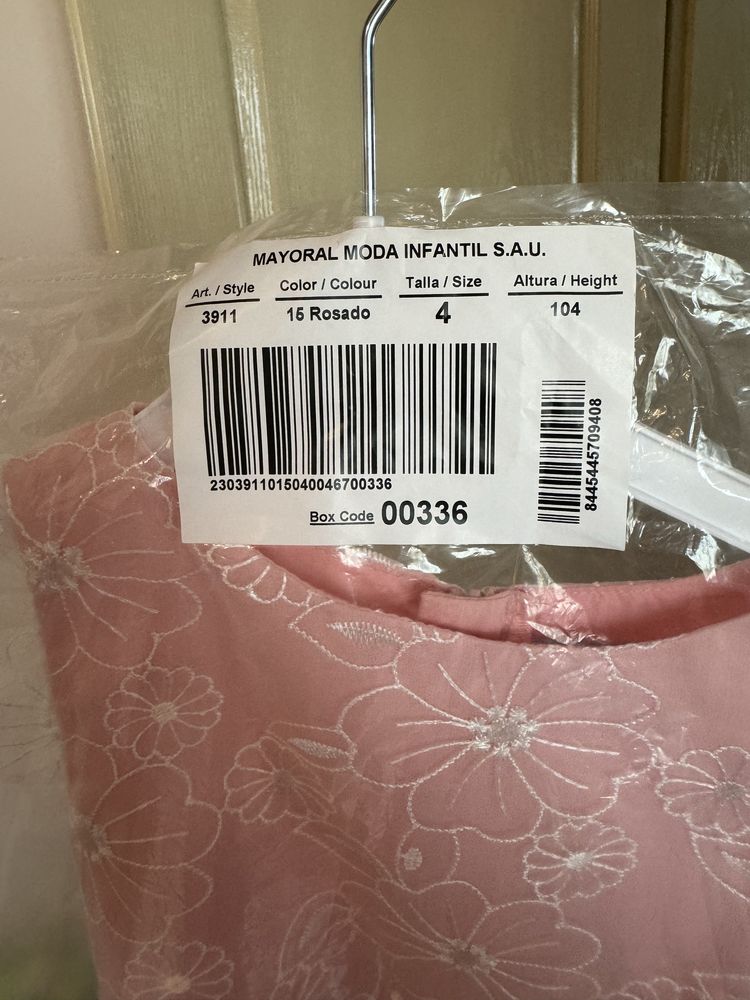 MAYORAL MODA INFANTIL S.A.U.
Art. / Style Color / Colour Talla / Size Altura / Height
3911 15 Rosado 4 104
2303911015040046700336
Box Code 00336
8445445709408